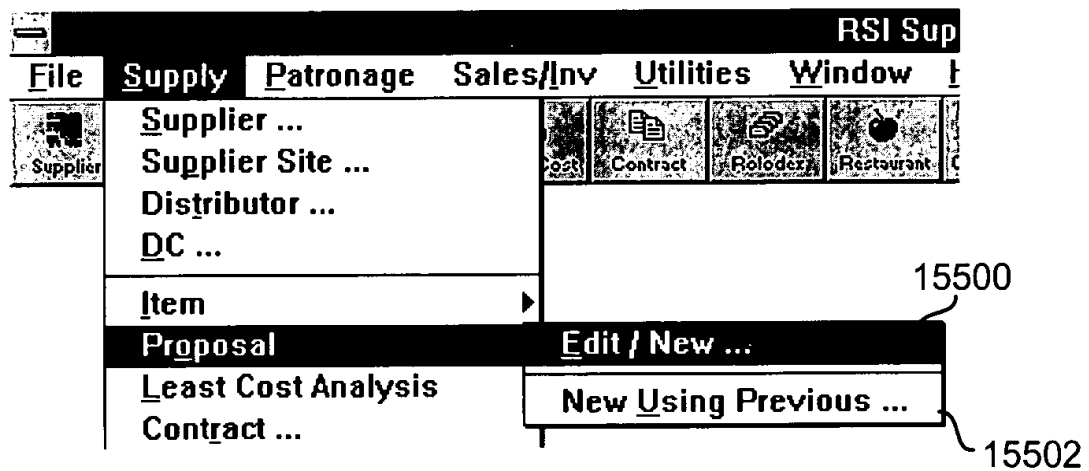 RSI Sup
File Supply Patronage Sales/Inv Utilities Window H
Supplier Cost Contract Rolodex Restaurant
Supplier ...
Supplier Site ...
Distributor ...
DC ...
Item
Proposal
Least Cost Analysis
Contract ...
15500
Edit / New ...
New Using Previous ...
15502